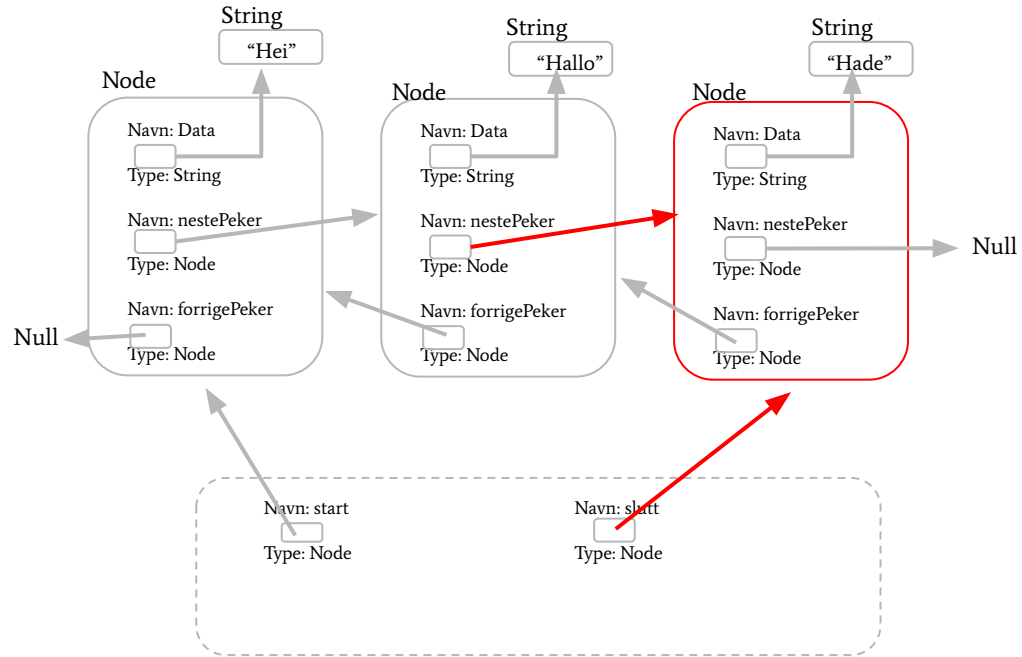 String
“Hei”
Node
Navn: Data
Type: String
Navn: nestePeker
Type: Node
Navn: forrigePeker
Type: Node
Null
String
“Hallo”
Node
Navn: Data
Type: String
Navn: nestePeker
Type: Node
Navn: forrigePeker
Type: Node
String
“Hade”
Node
Navn: Data
Type: String
Navn: nestePeker
Type: Node
Navn: forrigePeker
Type: Node
Null
Navn: start
Type: Node
Navn: slutt
Type: Node